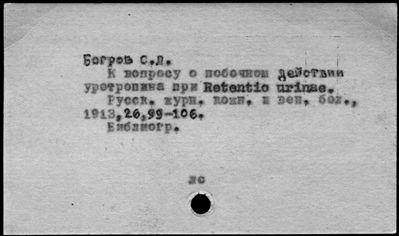 Богров С.Л.
К вопросу о побочном действии
уротропина при Retentio urinae.
Русск. журн. кожн. и вен. бол.,
1913,26,99-106.
Библиогр.
лс